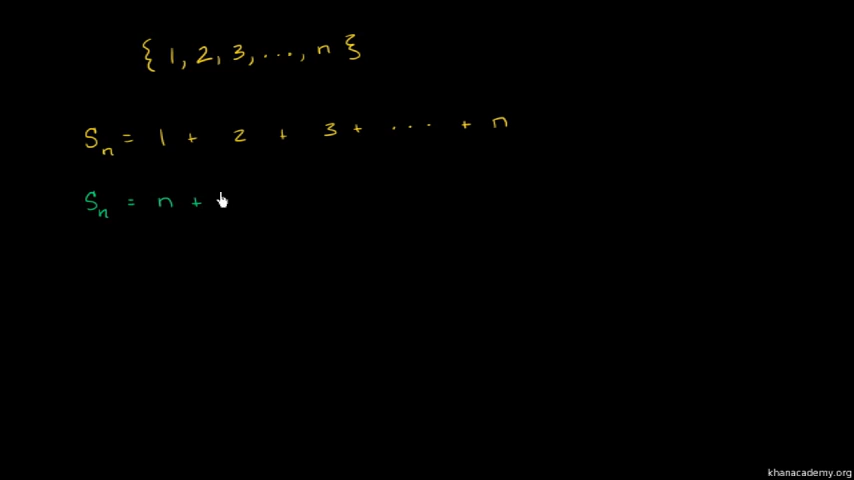 { 1, 2, 3, ..., n }
Sₙ = 1 + 2 + 3 + ... + n
Sₙ = n +
khanacademy.org